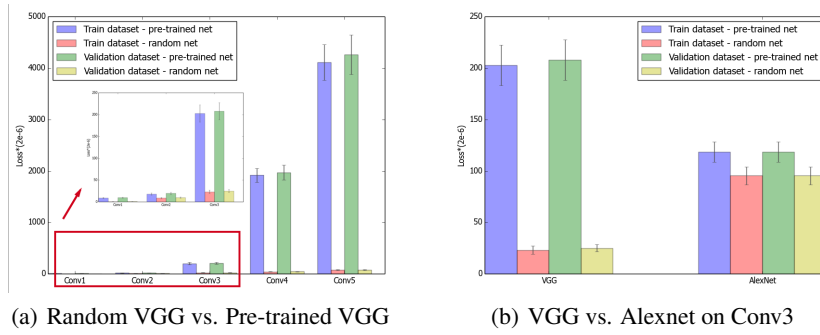 Train dataset - pre-trained net
Train dataset - random net
Validation dataset - pre-trained net
Validation dataset - random net
Loss*(2e-6)
5000
4000
3000
2000
1000
0
Conv1
Conv2
Conv3
Conv4
Conv5
Conv2
Conv3
(a) Random VGG vs. Pre-trained VGG
Train dataset - pre-trained net
Train dataset - random net
Validation dataset - pre-trained net
Validation dataset - random net
Loss*(2e-6)
250
200
150
100
50
0
VGG
AlexNet
(b) VGG vs. Alexnet on Conv3